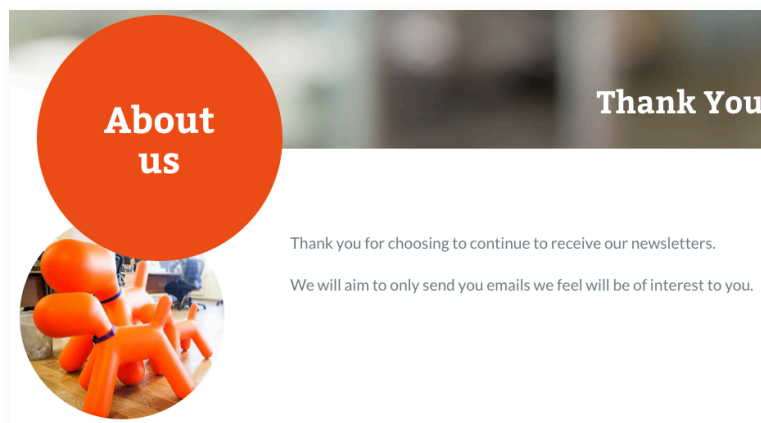 About
us
Thank You
Thank you for choosing to continue to receive our newsletters.
We will aim to only send you emails we feel will be of interest to you.